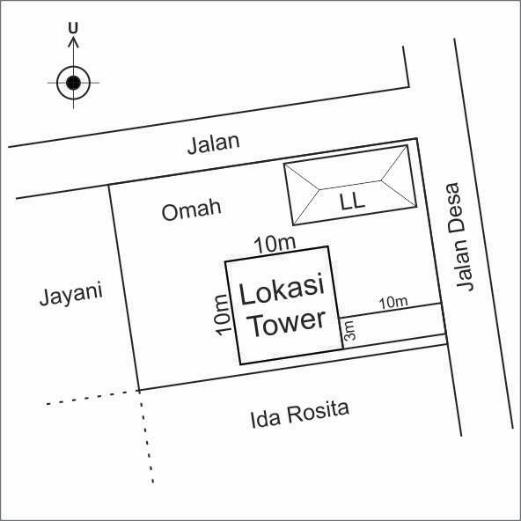 U
Jalan
LL
Omah
Jalan Desa
10m
Jayani
10m
Lokasi
Tower
10m
3m
Ida Rosita